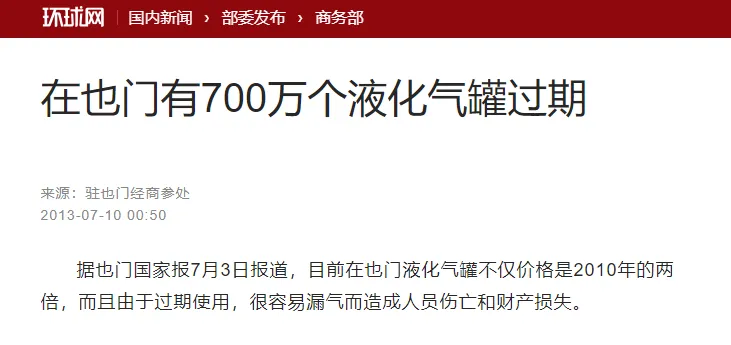 环球网 国内新闻 › 部委发布 › 商务部
在也门有700万个液化气罐过期
来源：驻也门经商参处
2013-07-10 00:50
据也门国家报7月3日报道，目前在也门液化气罐不仅价格是2010年的两
倍，而且由于过期使用，很容易漏气而造成人员伤亡和财产损失。